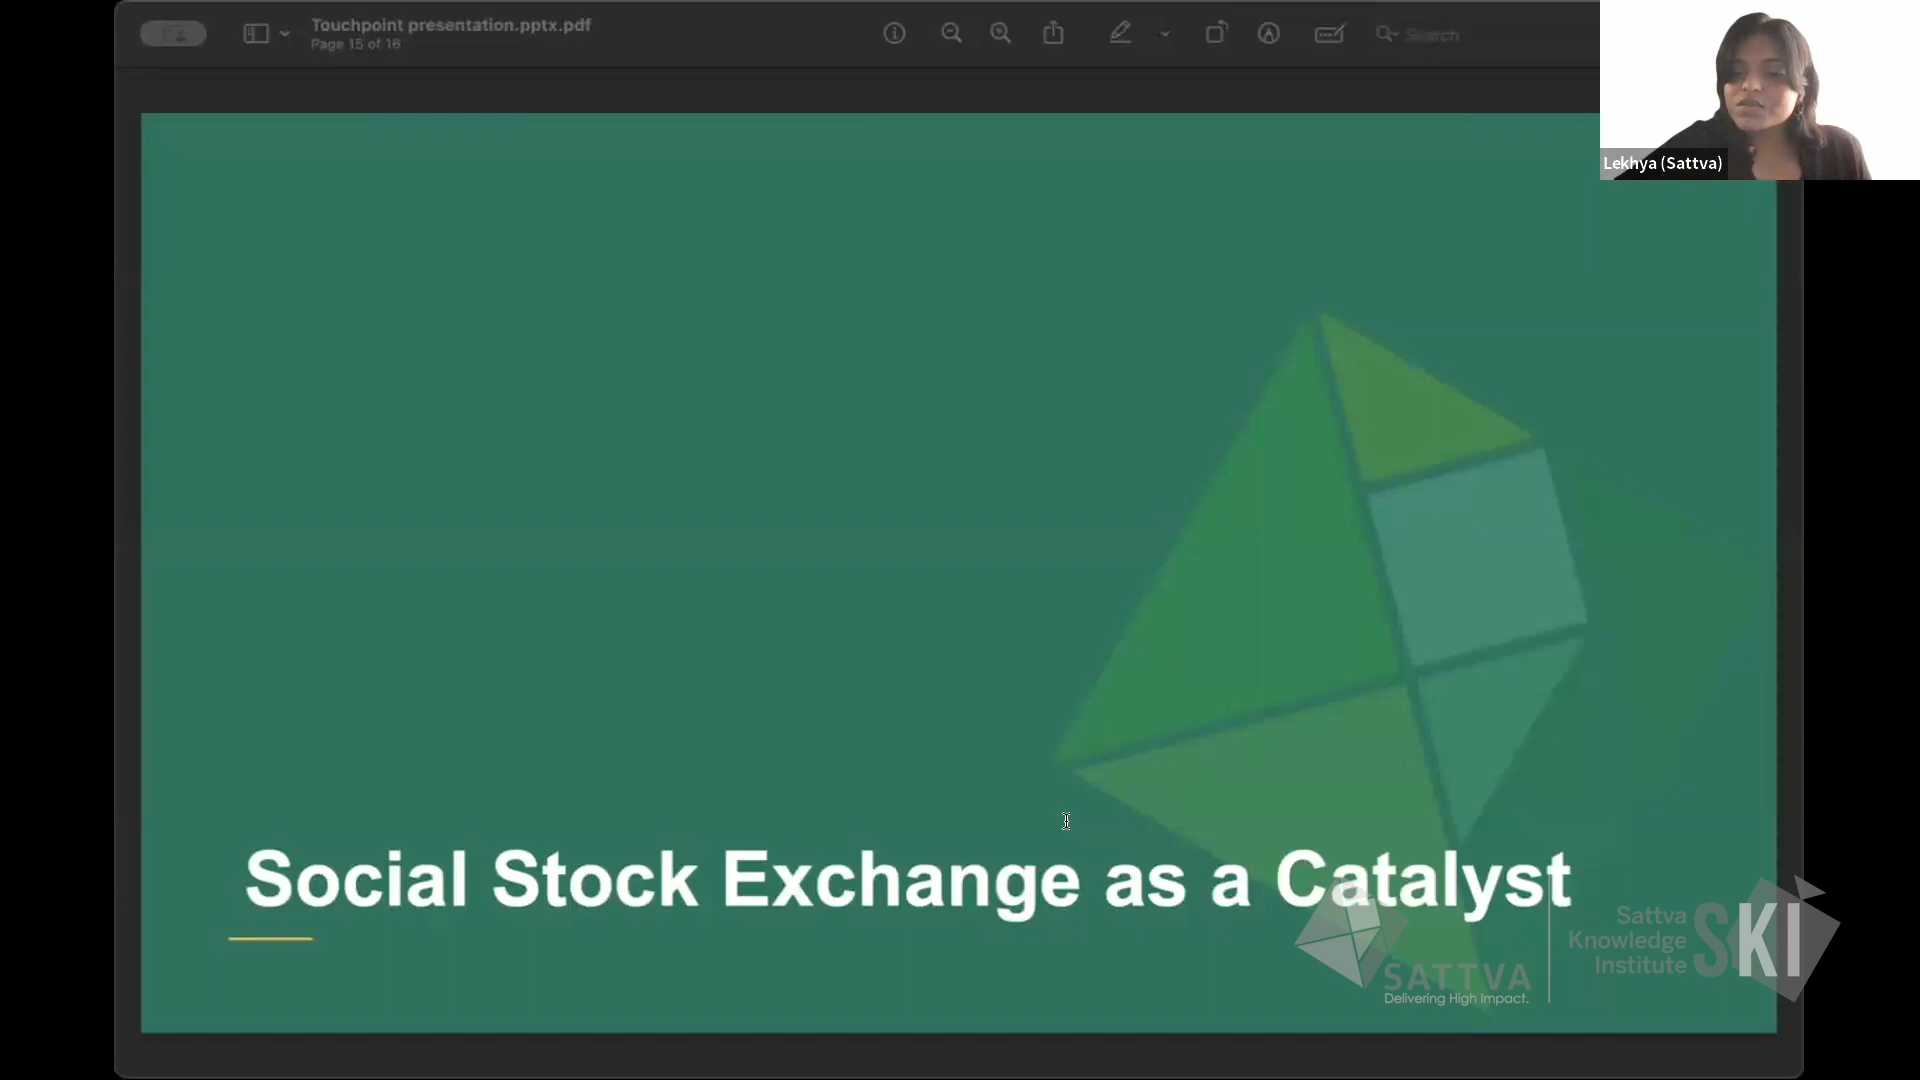 Touchpoint presentation.pptx.pdf
Page 15 of 16
Search
Lekhya (Sattva)
Social Stock Exchange as a Catalyst
SATTVA
Delivering High Impact.
Sattva
Knowledge
Institute
SKI